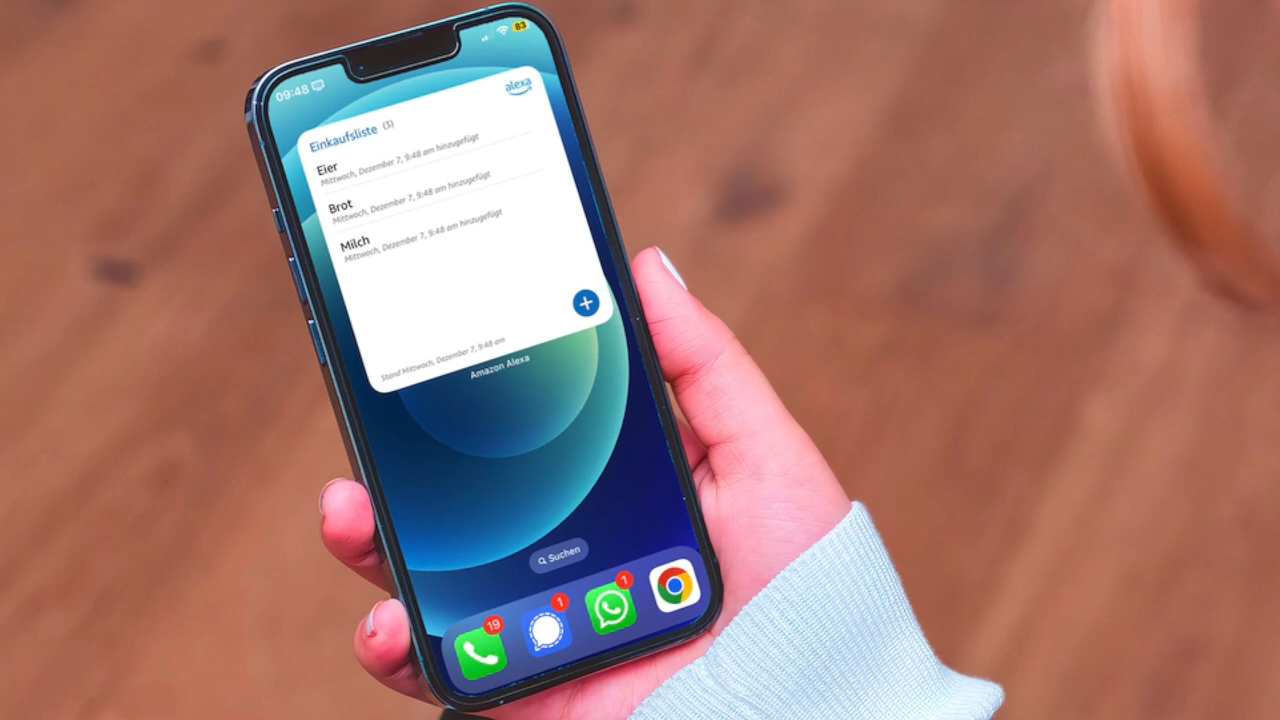 09:48
83
alexa
Einkaufsliste (3)
Eier
Mittwoch, Dezember 7, 9:48 am hinzugefügt
Brot
Mittwoch, Dezember 7, 9:48 am hinzugefügt
Milch
Mittwoch, Dezember 7, 9:48 am hinzugefügt
Stand Mittwoch, Dezember 7, 9:48 am
Amazon Alexa
Suchen
19
1
1